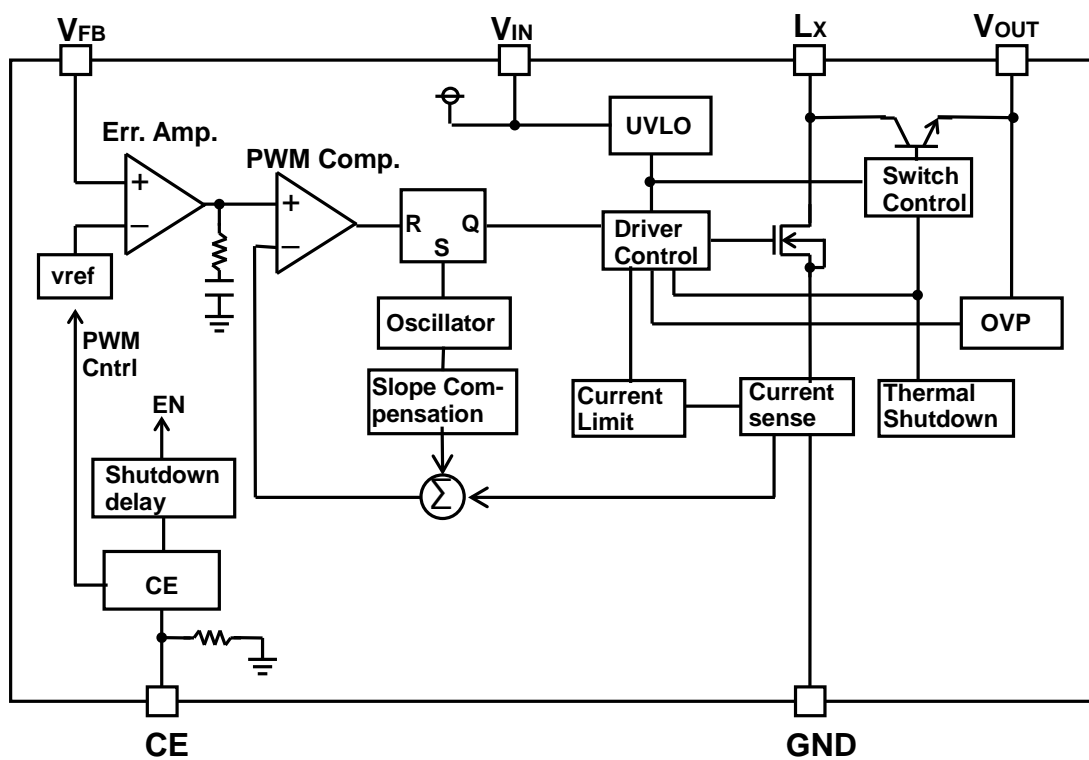 VFB
VIN
LX
VOUT
Err. Amp.
UVLO
PWM Comp.
Switch
Control
+
−
+
−
R
Q
S
Driver
Control
vref
Oscillator
OVP
PWM
Cntrl
Slope Com-
pensation
Current
Limit
Current
sense
Thermal
Shutdown
EN
Shutdown
delay
Σ
CE
CE
GND